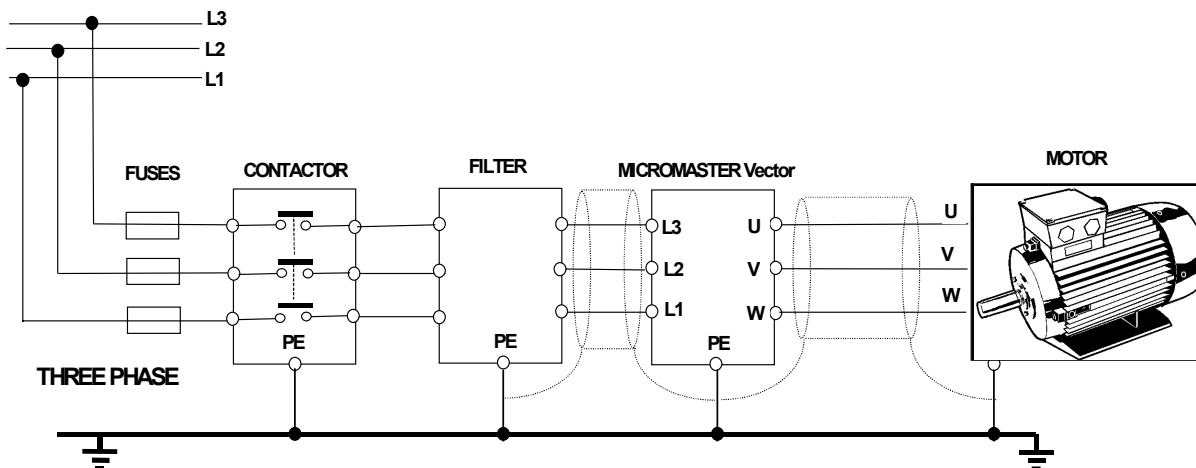 L3
L2
L1
FUSES
CONTACTOR
FILTER
MICROMASTER Vector
MOTOR
L3
U
U
L2
V
V
L1
W
W
PE
PE
PE
THREE PHASE